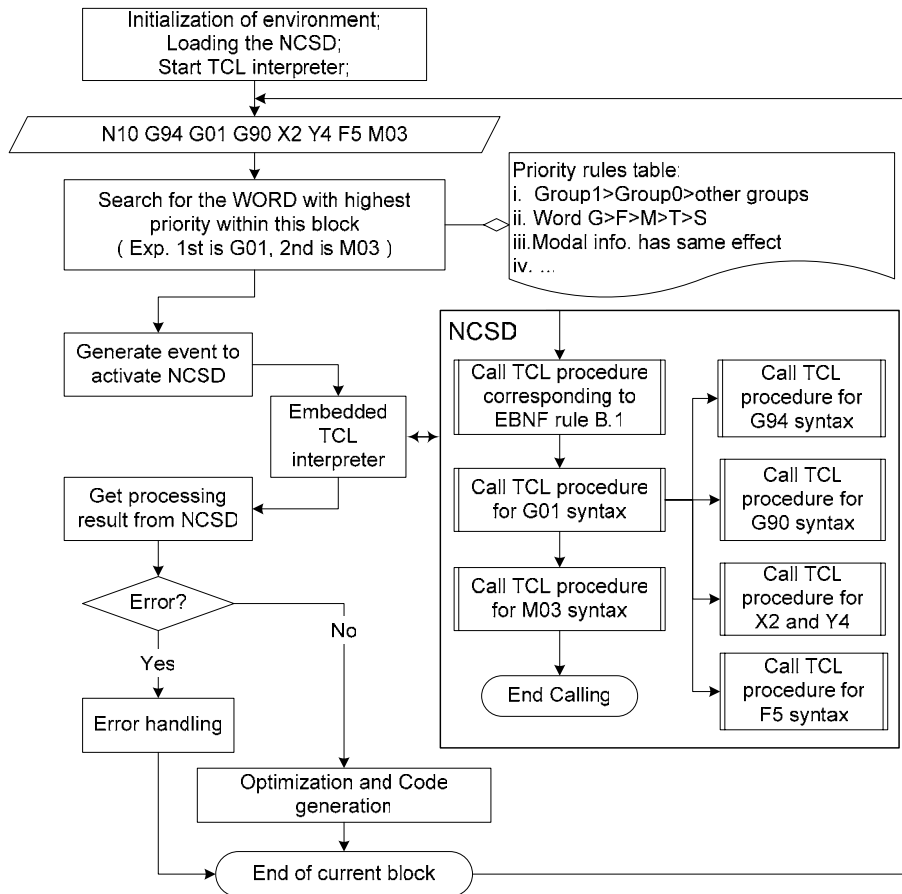 Initialization of environment;
Loading the NCSD;
Start TCL interpreter;
N10 G94 G01 G90 X2 Y4 F5 M03
Search for the WORD with highest
priority within this block
( Exp. 1st is G01, 2nd is M03 )
Priority rules table:
i. Group1>Group0>other groups
ii. Word G>F>M>T>S
iii.Modal info. has same effect
iv. ...
Generate event to
activate NCSD
Embedded
TCL
interpreter
Get processing
result from NCSD
Error?
Yes
No
Error handling
Optimization and Code
generation
End of current block
NCSD
Call TCL procedure
corresponding to
EBNF rule B.1
Call TCL procedure
for G01 syntax
Call TCL procedure
for M03 syntax
End Calling
Call TCL
procedure for
G94 syntax
Call TCL
procedure for
G90 syntax
Call TCL
procedure for
X2 and Y4
Call TCL
procedure for
F5 syntax